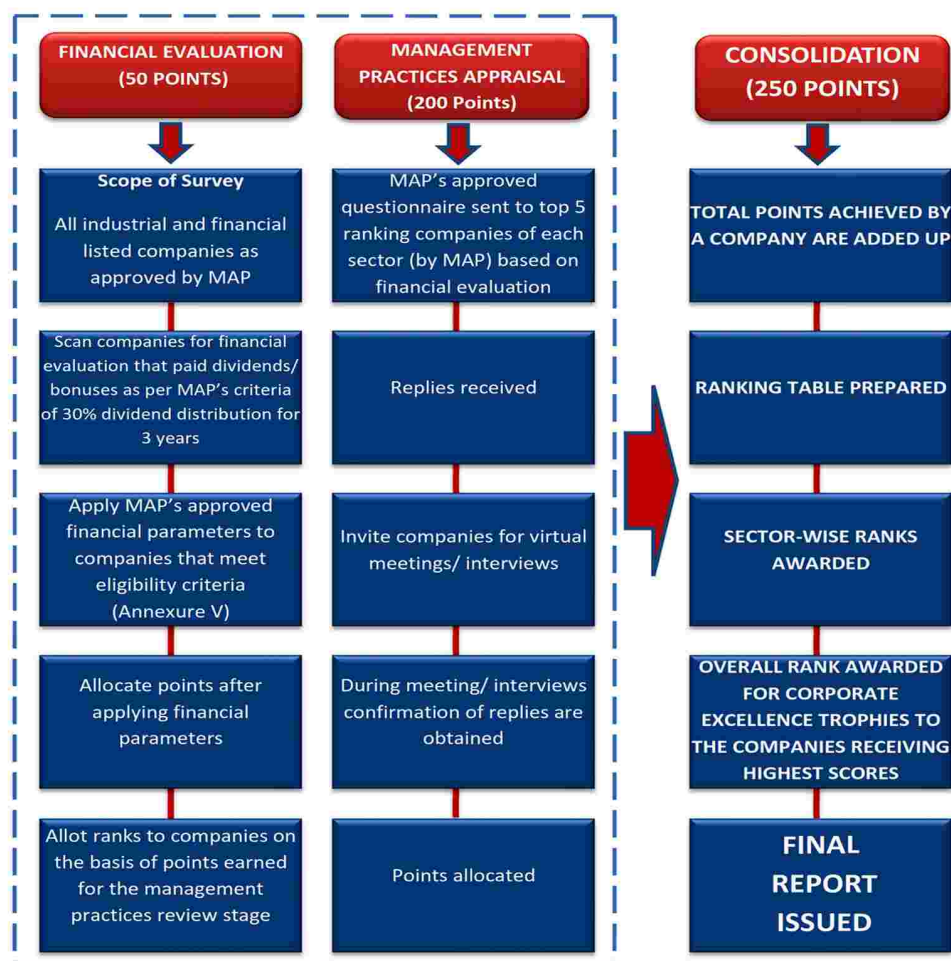 FINANCIAL EVALUATION
(50 POINTS)
Scope of Survey
All industrial and financial
listed companies as
approved by MAP
Scan companies for financial
evaluation that paid dividends/
bonuses as per MAP's criteria
of 30% dividend distribution for
3 years
Apply MAP's approved
financial parameters to
companies that meet
eligibility criteria
(Annexure V)
Allocate points after
applying financial
parameters
Allot ranks to companies on
the basis of points earned
for the management
practices review stage
MANAGEMENT
PRACTICES APPRAISAL
(200 Points)
MAP's approved
questionnaire sent to top 5
ranking companies of each
sector (by MAP) based on
financial evaluation
Replies received
Invite companies for virtual
meetings/ interviews
During meeting/ interviews
confirmation of replies are
obtained
Points allocated
CONSOLIDATION
(250 POINTS)
TOTAL POINTS ACHIEVED BY
A COMPANY ARE ADDED UP
RANKING TABLE PREPARED
SECTOR-WISE RANKS
AWARDED
OVERALL RANK AWARDED
FOR CORPORATE
EXCELLENCE TROPHIES TO
THE COMPANIES RECEIVING
HIGHEST SCORES
FINAL
REPORT
ISSUED